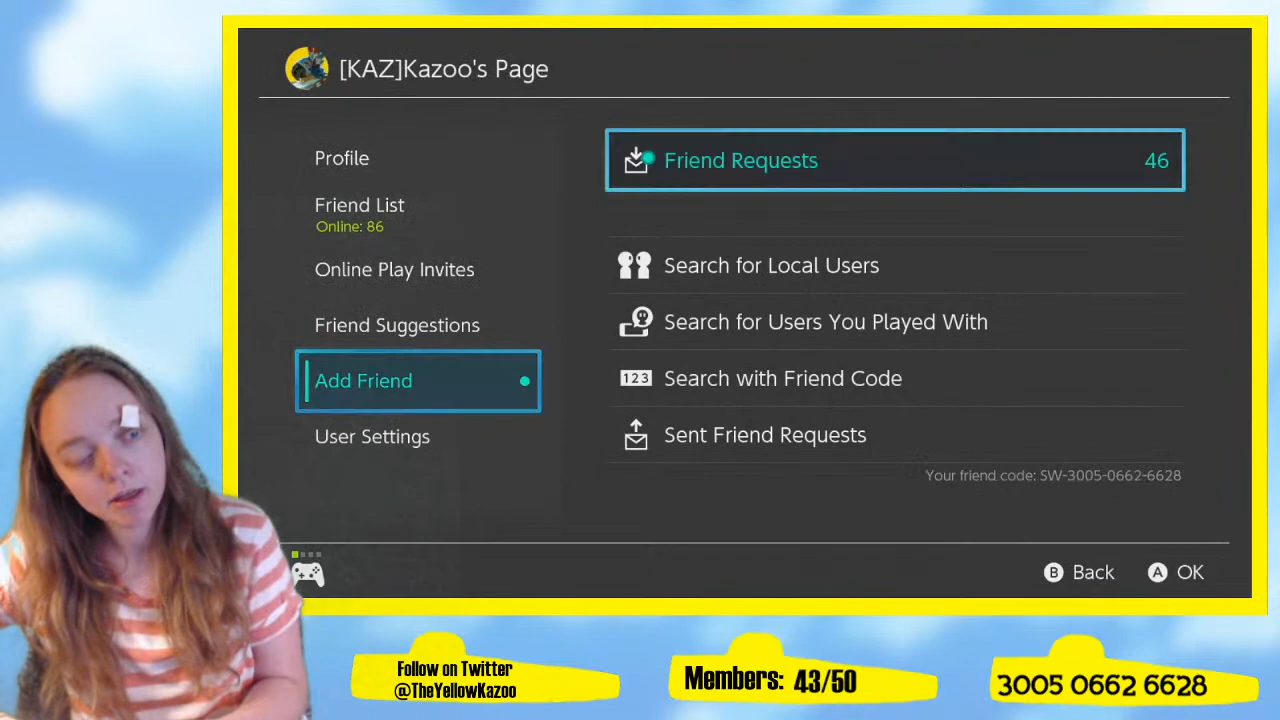 [KAZ]Kazoo's Page
Profile
Friend List
Online: 86
Online Play Invites
Friend Suggestions
Add Friend
User Settings
Friend Requests 46
Search for Local Users
Search for Users You Played With
123 Search with Friend Code
Sent Friend Requests
Your friend code: SW-3005-0662-6628
B Back A OK
Follow on Twitter
@TheYellowKazoo
Members: 43/50
3005 0662 6628